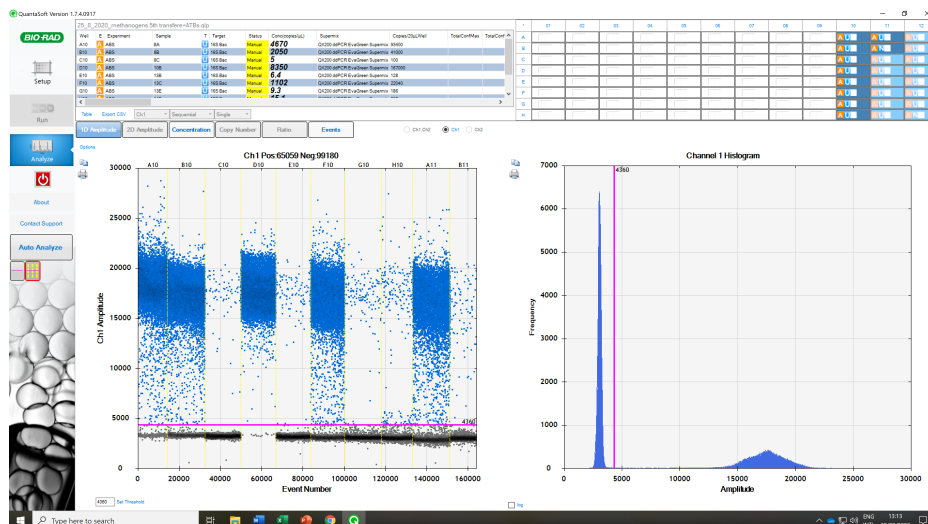 QuantaSoft Version 1.7.4.0917
25_8_2020_methanogens 5th transfere+ATBs.qlp
BIO-RAD
Setup
Run
Analyze
About
Contact Support
Auto Analyze
Well E Experiment Sample T Target Status Conc(copies/µL) Supermix Copies/20µLWell TotalConfMax TotalConf
A10 A ABS 8A U 16S Bac Manual 4670 QX200 ddPCR EvaGreen Supermix 93400
B10 A ABS 8B U 16S Bac Manual 2050 QX200 ddPCR EvaGreen Supermix 41000
C10 A ABS 8C U 16S Bac Manual 5 QX200 ddPCR EvaGreen Supermix 100
D10 A ABS 10B U 16S Bac Manual 8350 QX200 ddPCR EvaGreen Supermix 167000
E10 A ABS 13B U 16S Bac Manual 6.4 QX200 ddPCR EvaGreen Supermix 128
F10 A ABS 13C U 16S Bac Manual 1102 QX200 ddPCR EvaGreen Supermix 22040
G10 A ABS 13E U 16S Bac Manual 9.3 QX200 ddPCR EvaGreen Supermix 186
01 02 03 04 05 06 07 08 09 10 11 12
A
B
C
D
E
F
G
H
Table Export CSV Ch1 Sequential Single
1D Amplitude 2D Amplitude Concentration Copy Number Ratio Events Ch1,Ch2 Ch1 Ch2
Options
Ch1 Pos:65059 Neg:99180
A10 B10 C10 D10 E10 F10 G10 H10 A11 B11
30000
25000
20000
15000
10000
5000
0
4360
Ch1 Amplitude
0 20000 40000 60000 80000 100000 120000 140000 160000
Event Number
4360 Set Threshold
Channel 1 Histogram
4360
7000
6000
5000
4000
3000
2000
1000
0
Frequency
0 5000 10000 15000 20000 25000 30000
Amplitude
log
Type here to search
ENG
13:13